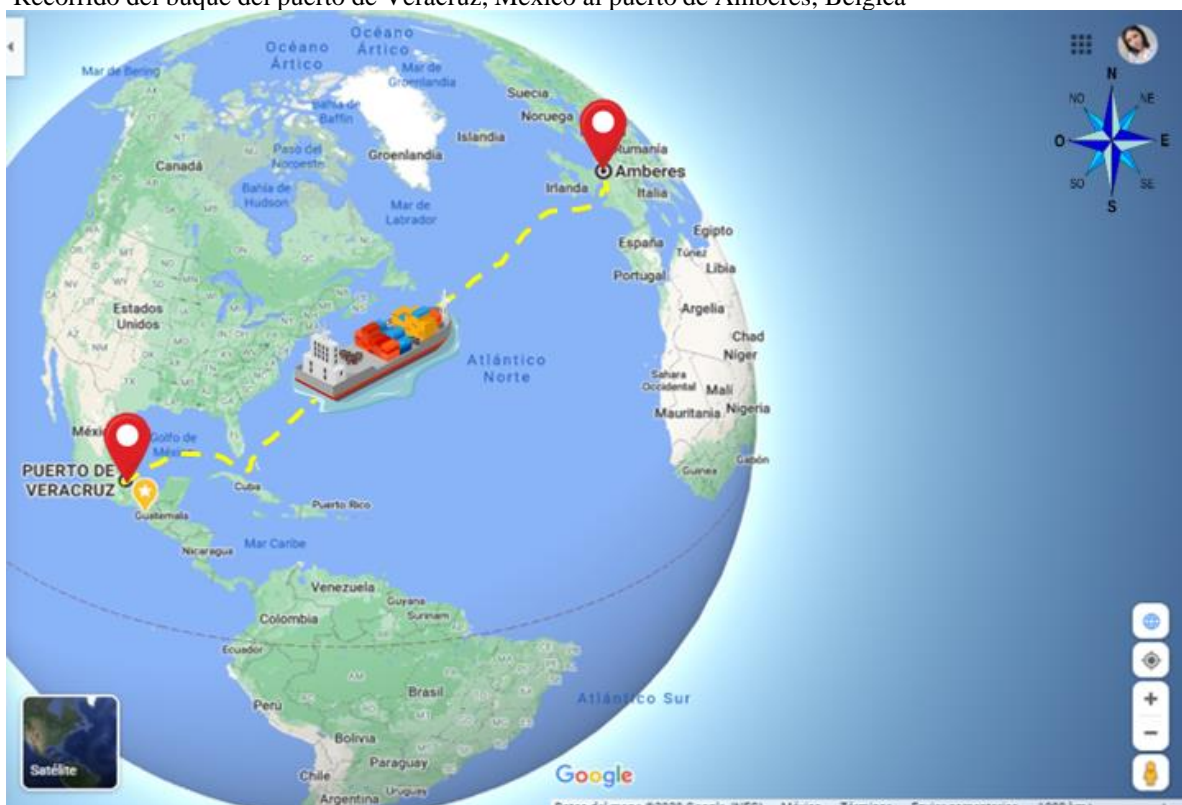 Recorrido del buque del puerto de Veracruz, México al puerto de Amberes, Bélgica
Océano
Ártico
Océano
Ártico
Mar de Bering
Mar de
Groenlandia
Bahía de
Baffin
Suecia
Noruega
Islandia
Groenlandia
Paso del
Noroeste
Canadá
Bahía de
Hudson
Mar de
Labrador
Rumanía
Amberes
Irlanda
Italia
España
Portugal
Egipto
Túnez
Libia
Argelia
Chad
Níger
Sahara
Occidental
Malí
Mauritania
Nigeria
Guinea
Gabón
Estados
Unidos
Atlántico
Norte
Golfo de
México
PUERTO DE
VERACRUZ
Cuba
Puerto Rico
Guatemala
Nicaragua
Mar Caribe
Venezuela
Guyana
Surinam
Colombia
Ecuador
Brasil
Perú
Bolivia
Paraguay
Chile
Uruguay
Argentina
Atlántico Sur
N
NO
NE
O
E
SO
SE
S
Satélite
Google